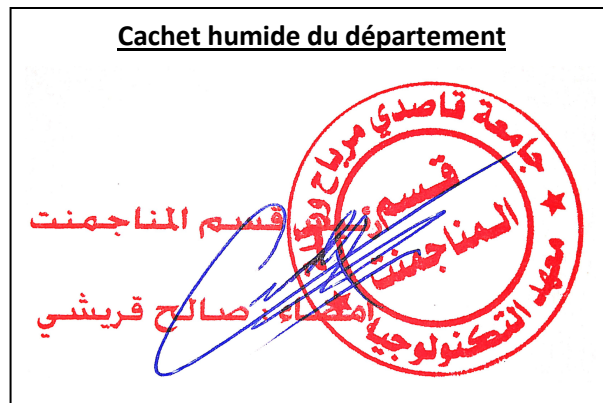 Cachet humide du département
جامعة قاصدي مرباح ورقلة
قسم
المناجمنت
معهد التكنولوجيا
رئيس قسم المناجمنت
إمضاء : صالح قريشي